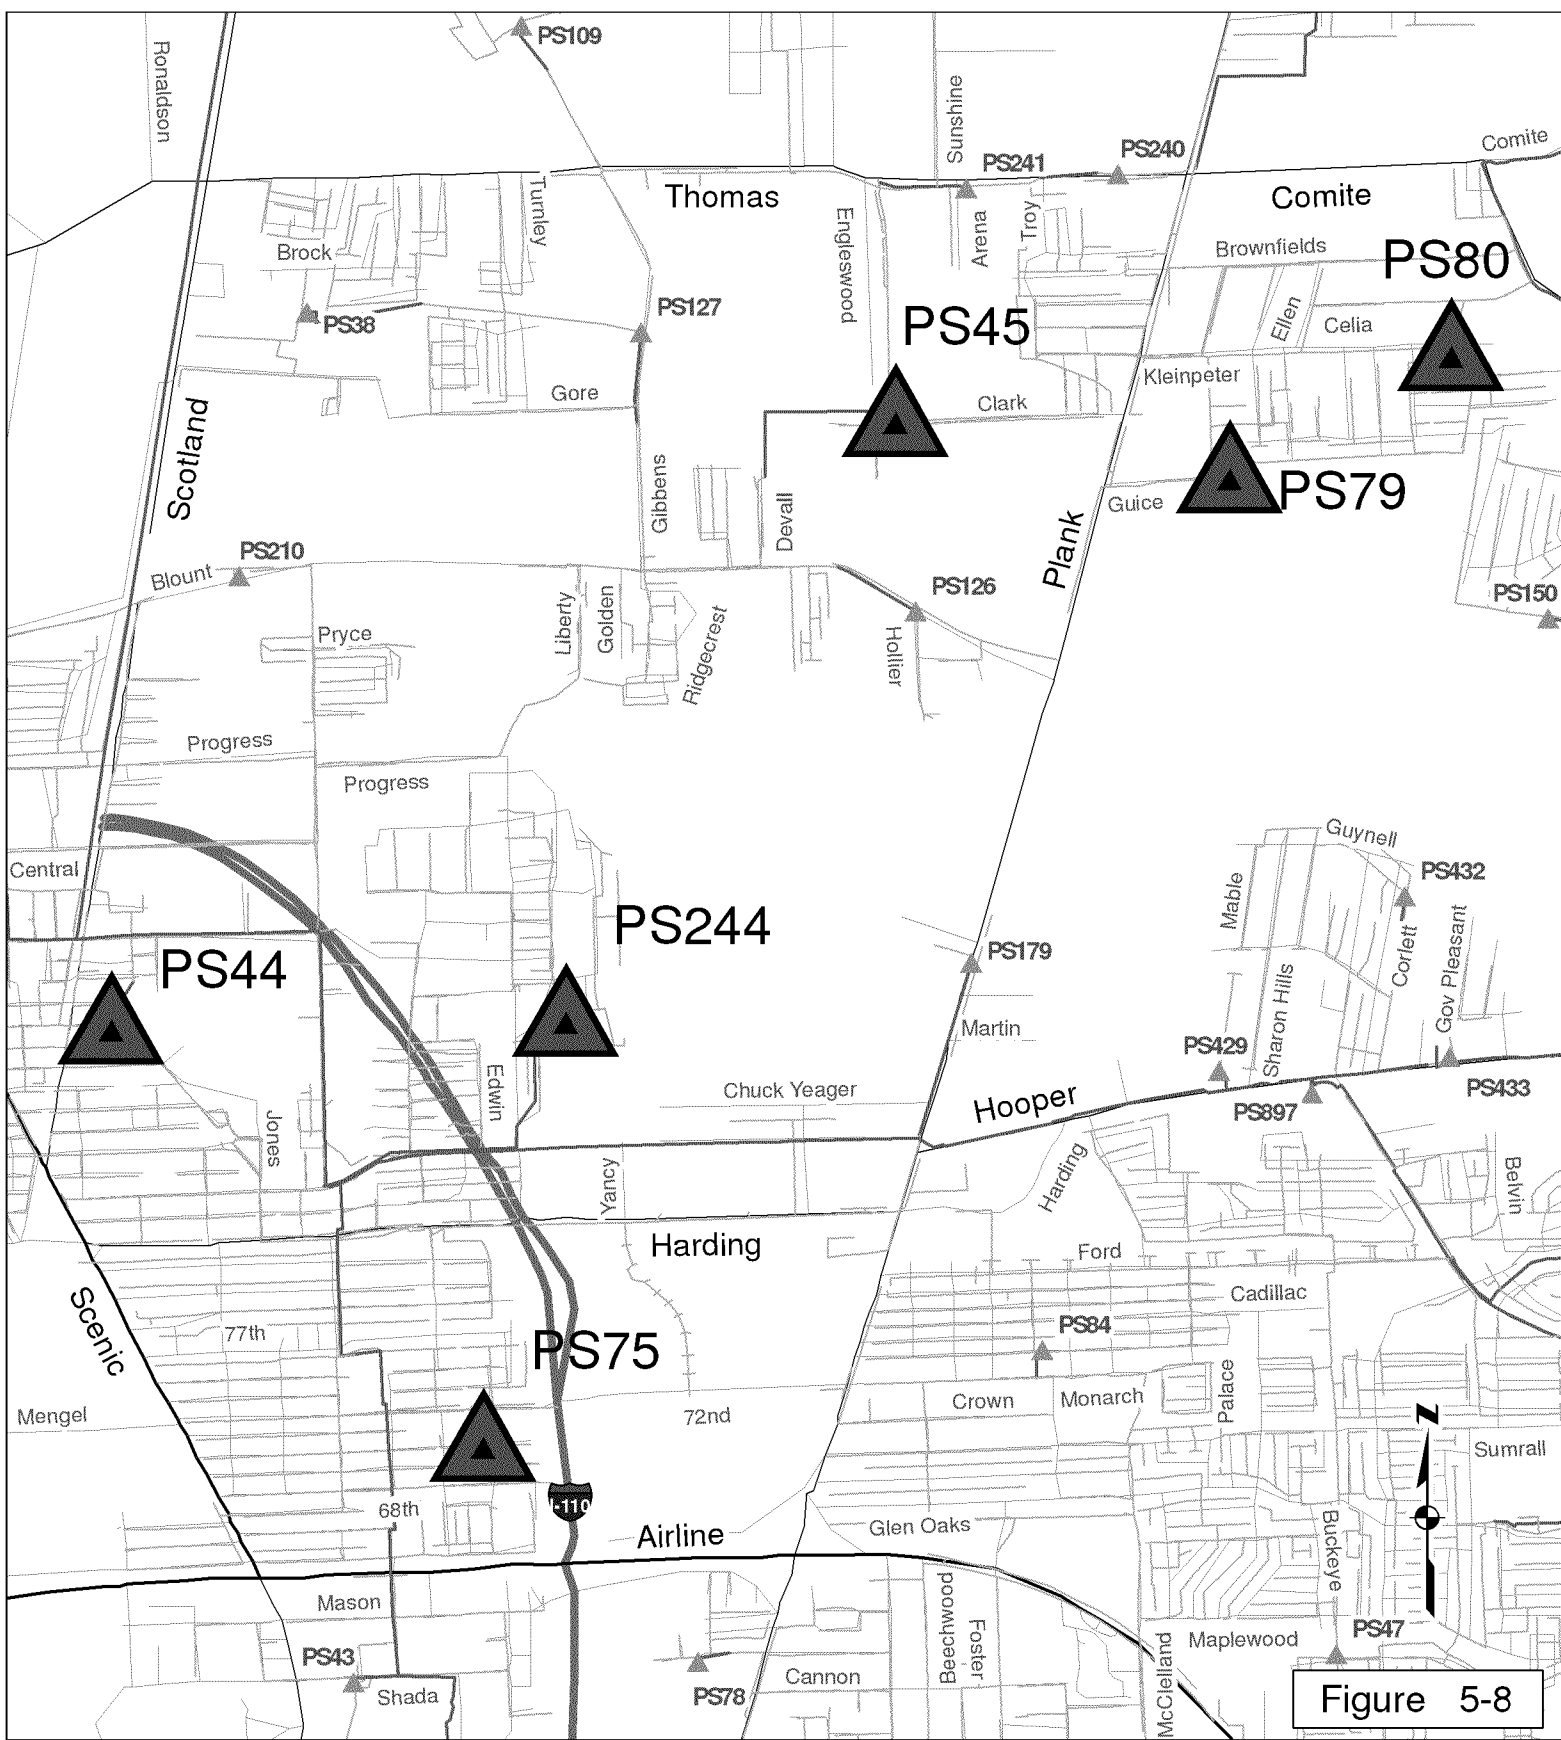 PS109
Ronaldson
Sunshine
Comite
PS241
PS240
Thomas
Turnley
Comite
Englewood
Arena
Troy
Brock
Brownfields
PS80
PS127
PS38
PS45
Ellen
Celia
Gore
Kleinpeter
Clark
Scotland
Gibbens
Devall
Guice
PS79
Plank
PS210
Blount
PS126
PS150
Liberty
Golden
Ridgecrest
Pryce
Hollier
Progress
Progress
Guynell
Central
PS432
Mable
PS244
Gov Pleasant
PS44
PS179
Corlett
Sharon Hills
Martin
PS429
Edwin
Chuck Yeager
Hooper
PS433
PS897
Jones
Yancy
Harding
Belvin
Harding
Ford
Cadillac
Scenic
77th
PS84
PS75
Palace
Crown
Monarch
Mengel
72nd
Z
Sumrall
I-110
68th
Glen Oaks
Airline
Buckeye
Mason
Beechwood
Foster
McClelland
PS47
Maplewood
PS43
Cannon
Shada
PS78
Figure 5-8